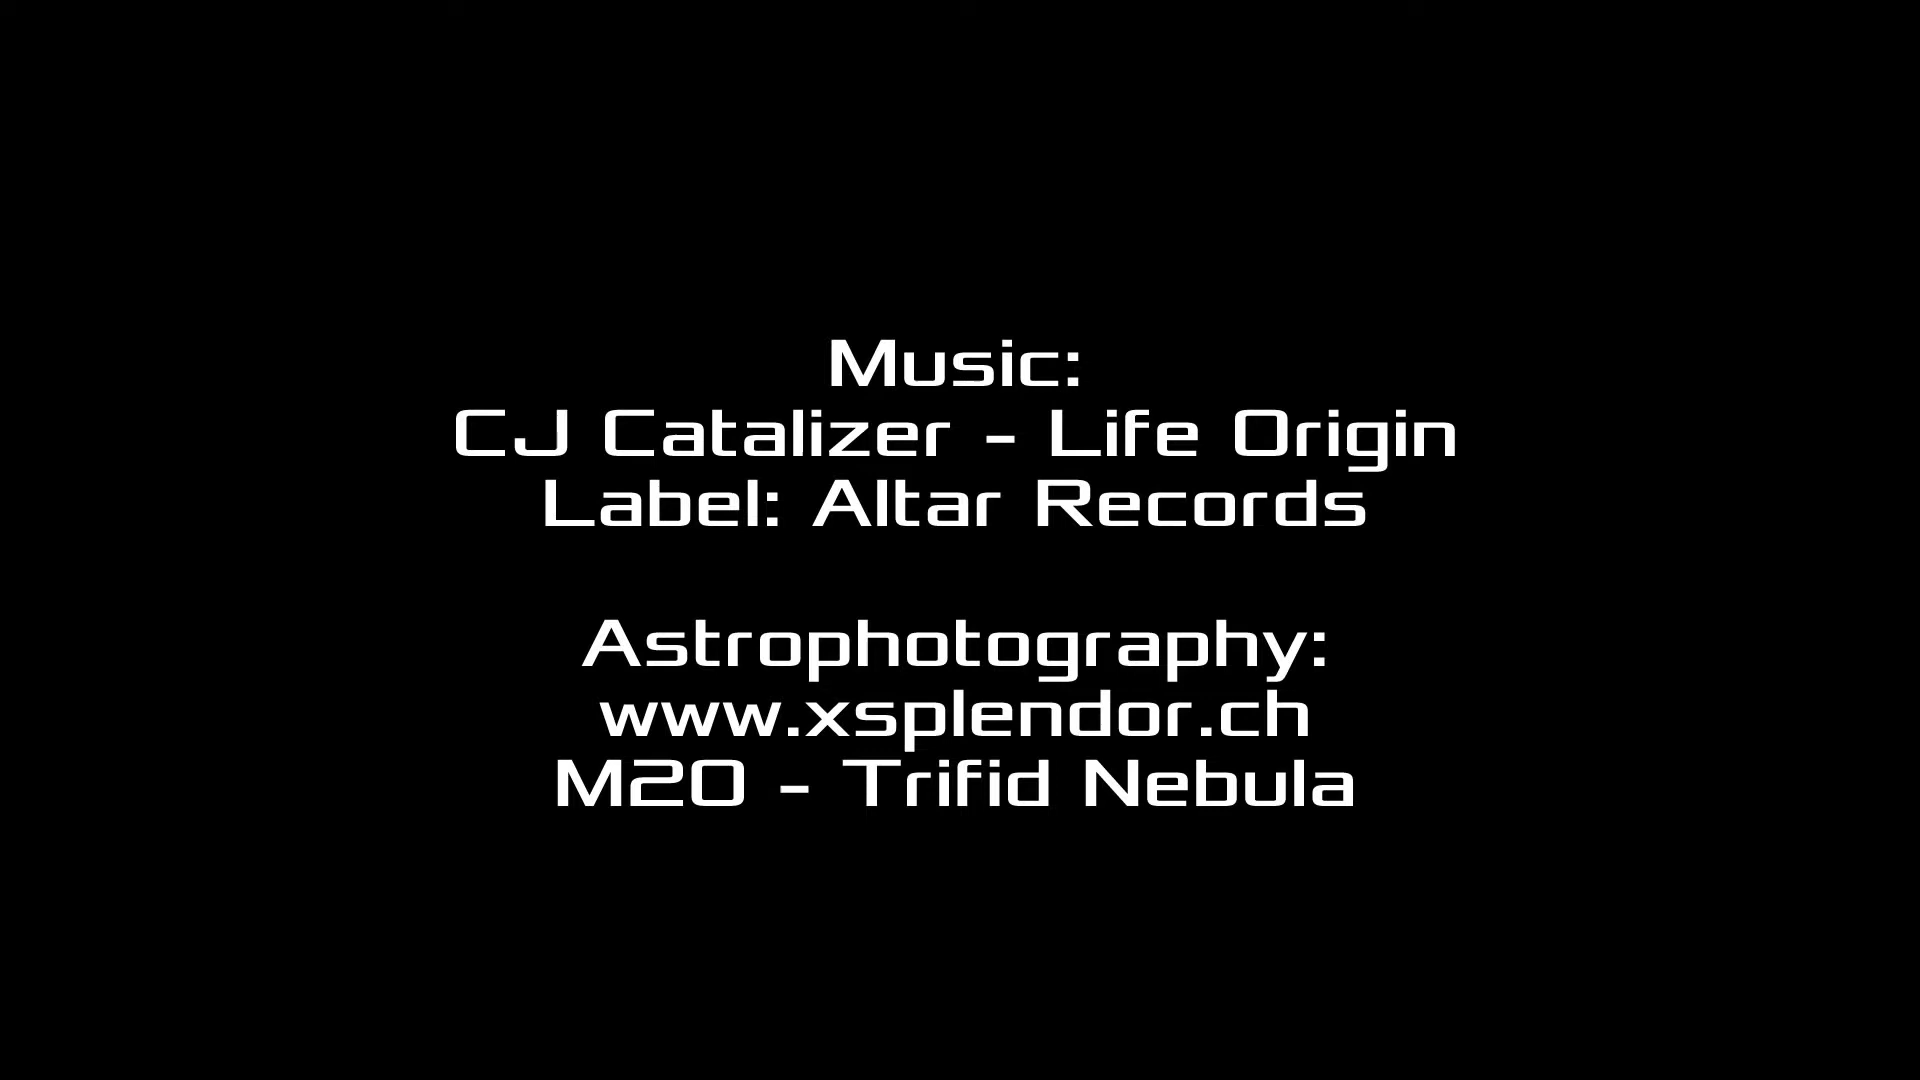 Music:
CJ Catalizer - Life Origin
Label: Altar Records
Astrophotography:
www.xsplendor.ch
M20 - Trifid Nebula